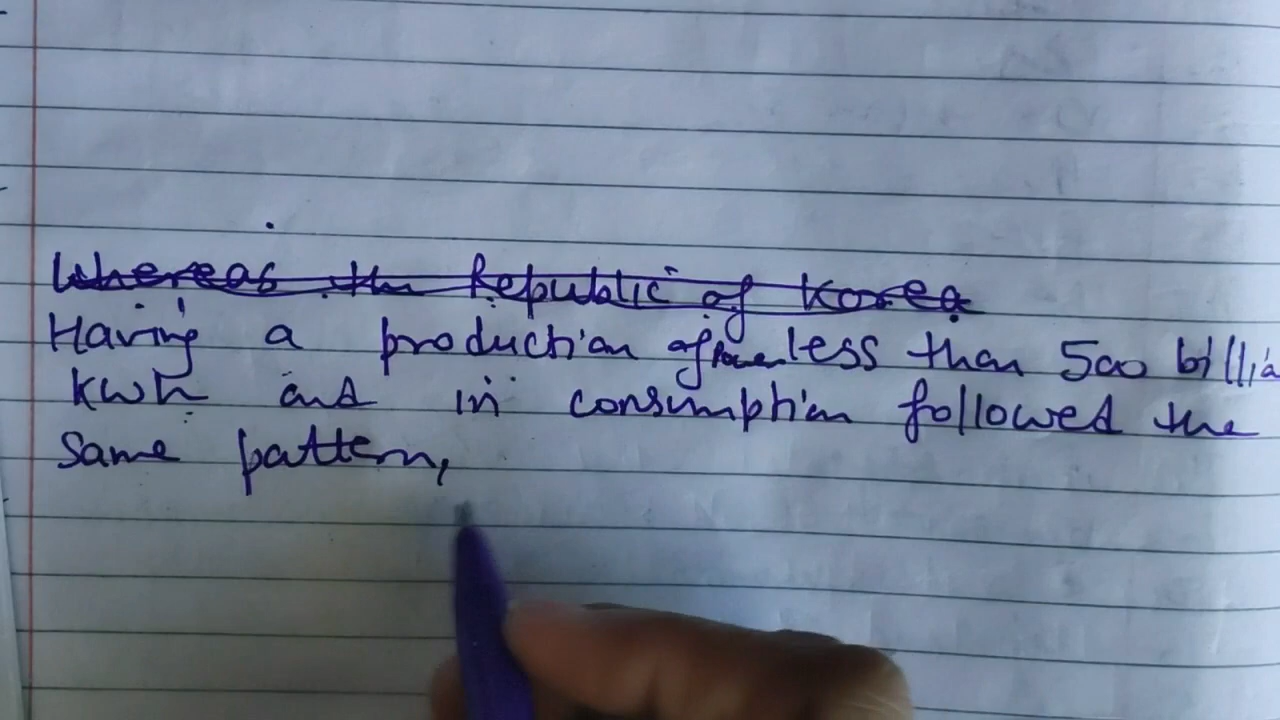 Whereas the Republic of Korea
Having a production of power less than 500 billio
kwh and in consumption followed the
same pattern,